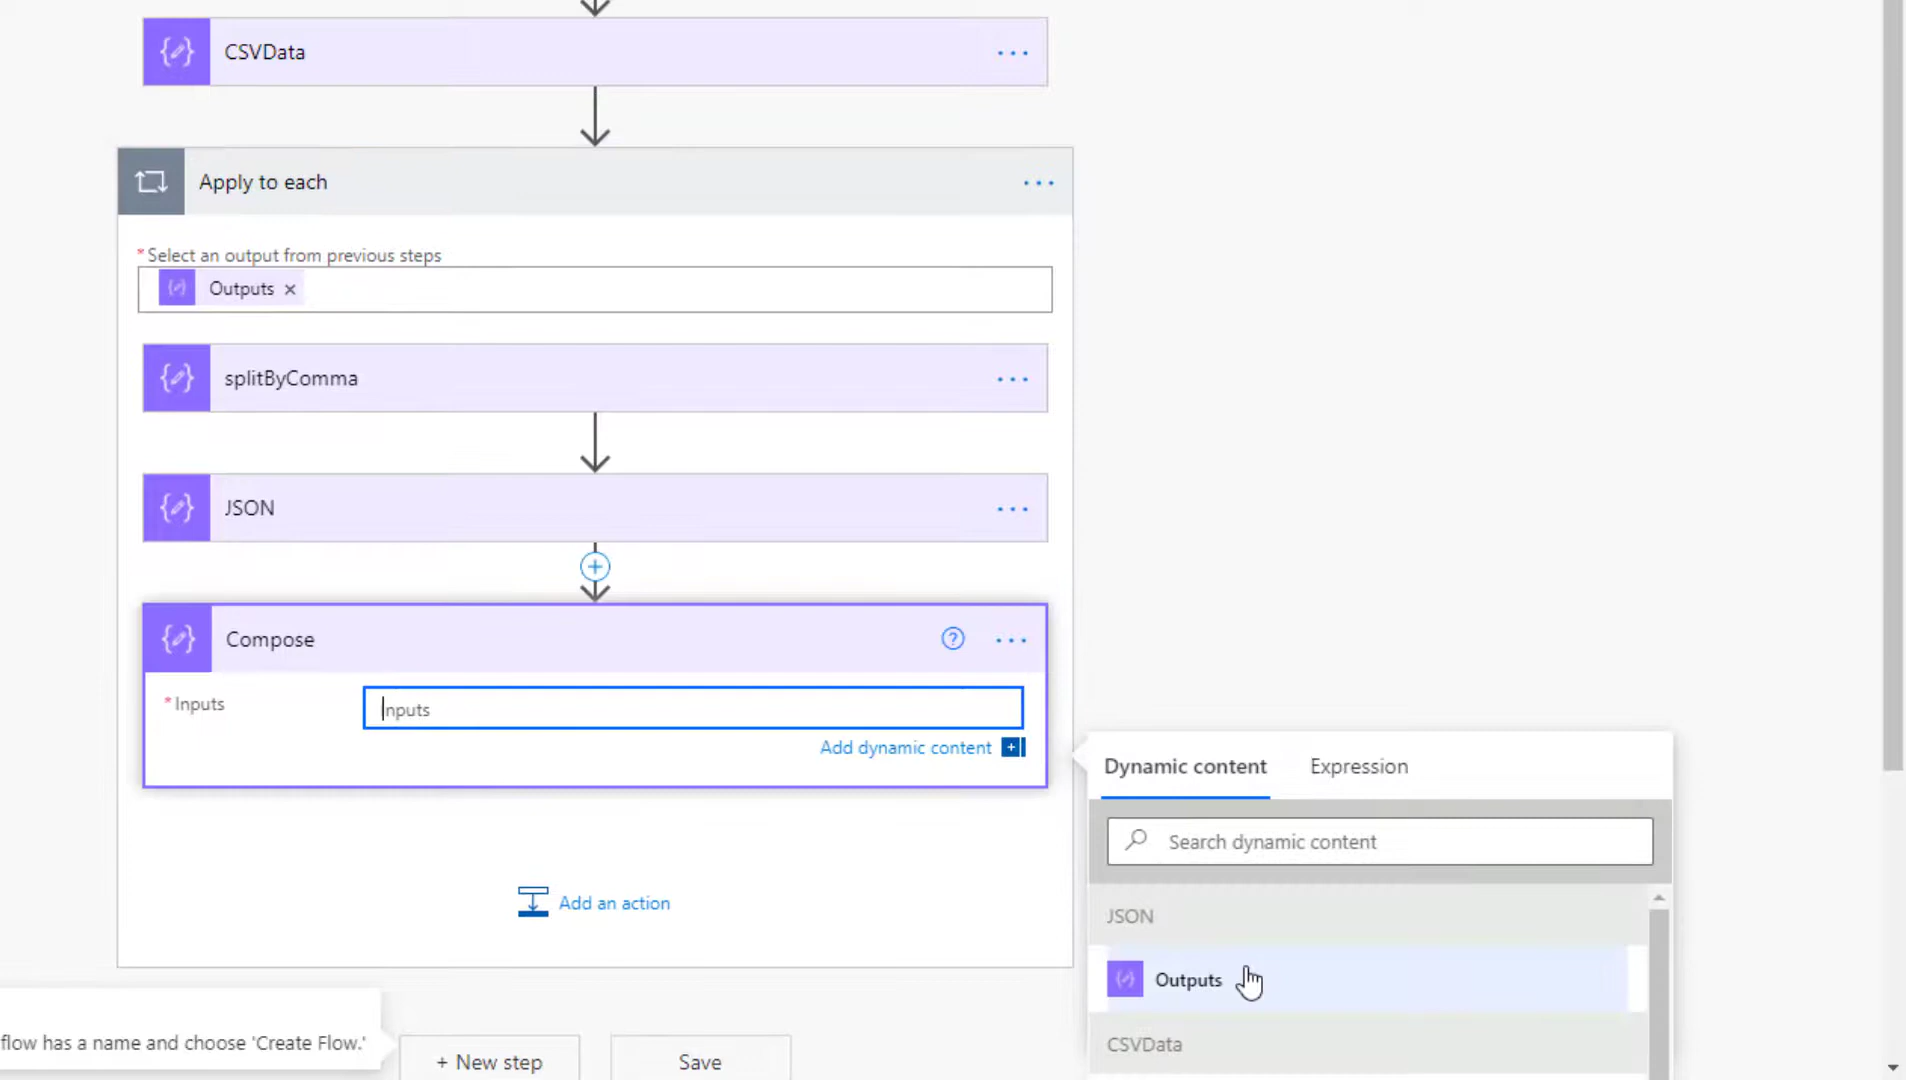 CSVData
Apply to each
* Select an output from previous steps
Outputs ×
splitByComma
JSON
Compose
* Inputs
Inputs
Add dynamic content
Dynamic content Expression
Search dynamic content
JSON
Outputs
CSVData
Add an action
flow has a name and choose 'Create Flow.'
+ New step
Save